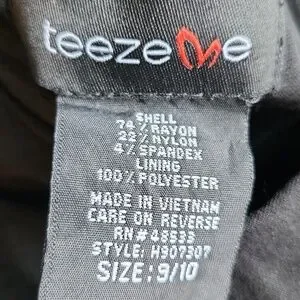 teezeme
SHELL
74% RAYON
22% NYLON
4% SPANDEX
LINING
100% POLYESTER
MADE IN VIETNAM
CARE ON REVERSE
RN# 48533
STYLE: H907307
SIZE: 9/10